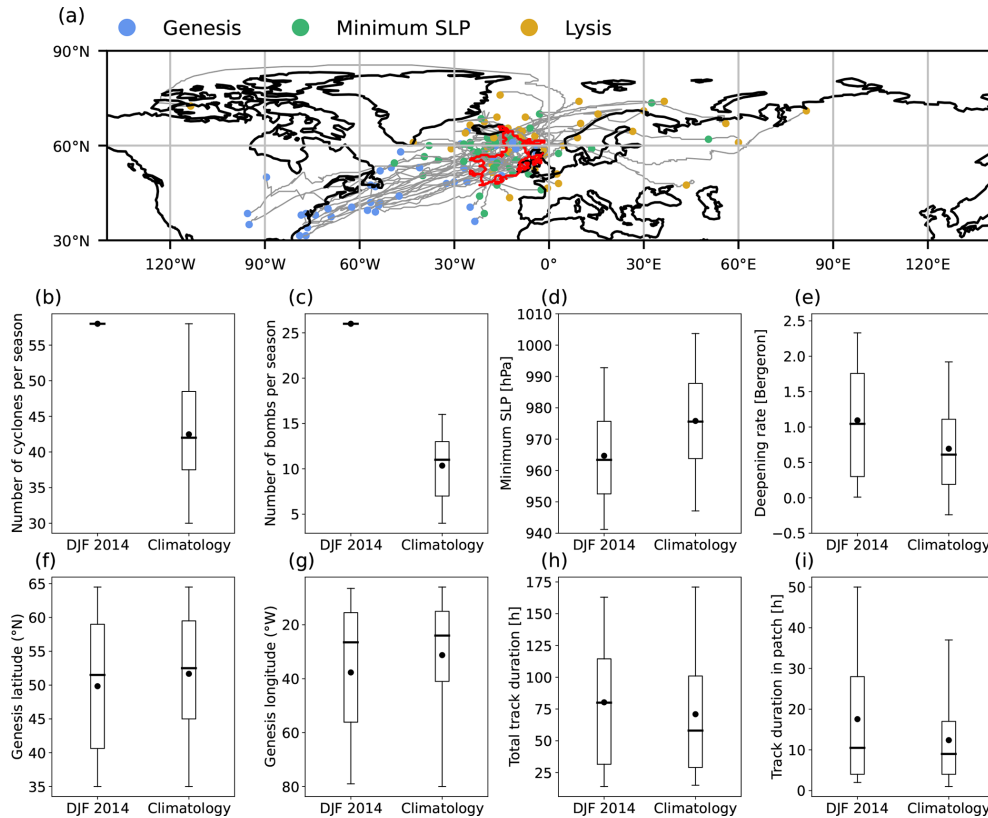 (a)
Genesis Minimum SLP Lysis
90°N
60°N
30°N
120°W 90°W 60°W 30°W 0° 30°E 60°E 90°E 120°E
(b)
Number of cyclones per season
55
50
45
40
35
30
DJF 2014 Climatology
(c)
Number of bombs per season
25
20
15
10
5
DJF 2014 Climatology
(d)
Minimum SLP [hPa]
1010
1000
990
980
970
960
950
940
DJF 2014 Climatology
(e)
Deepening rate [Bergeron]
2.5
2.0
1.5
1.0
0.5
0.0
−0.5
DJF 2014 Climatology
(f)
Genesis latitude (°N)
65
60
55
50
45
40
35
DJF 2014 Climatology
(g)
Genesis longitude (°W)
20
40
60
80
DJF 2014 Climatology
(h)
Total track duration [h]
175
150
125
100
75
50
25
DJF 2014 Climatology
(i)
Track duration in patch [h]
50
40
30
20
10
0
DJF 2014 Climatology